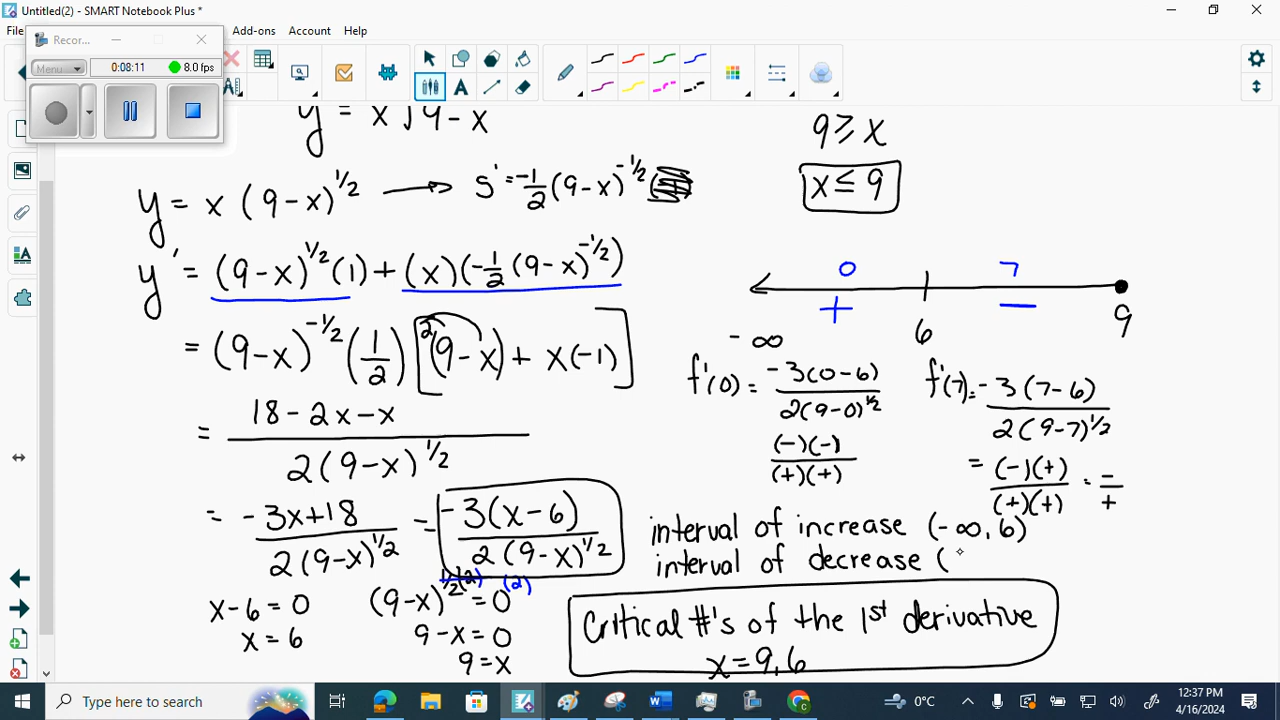 Untitled(2) - SMART Notebook Plus *
File Add-ons Account Help
Recor...
Menu 0:08:11 8.0 fps
y = x √9-x
9 ≥ x
x ≤ 9
y = x (9-x)^1/2 → s' = -1/2 (9-x)^-1/2
y' = (9-x)^1/2 (1) + (x)(-1/2 (9-x)^-1/2)
0 7
+ -
-∞ 6 9
= (9-x)^-1/2 (1/2) [2(9-x) + x(-1)]
f'(0) = -3(0-6) / 2(9-0)^1/2
(-)(-) / (+)(+)
f'(7) = -3(7-6) / 2(9-7)^1/2
= (-)(+) / (+)(+) = - / +
= 18-2x-x / 2(9-x)^1/2
= -3x+18 / 2(9-x)^1/2 = -3(x-6) / 2(9-x)^1/2
interval of increase (-∞, 6)
interval of decrease (
x-6 = 0
x = 6
(9-x)^1/2(2) = 0^(2)
9-x = 0
9 = x
Critical #'s of the 1st derivative
x = 9, 6
Type here to search
0°C
12:37 PM
4/16/2024